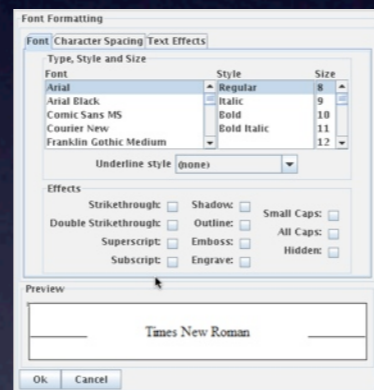 Font Formatting
Font Character Spacing Text Effects
Type, Style and Size
Font Style Size
Arial Regular 8
Arial Black Italic 9
Comic Sans MS Bold 10
Courier New Bold Italic 11
Franklin Gothic Medium 12
Underline style (none)
Effects
Strikethrough: Shadow: Small Caps:
Double Strikethrough: Outline: All Caps:
Superscript: Emboss: Hidden:
Subscript: Engrave:
Preview
Times New Roman
Ok Cancel